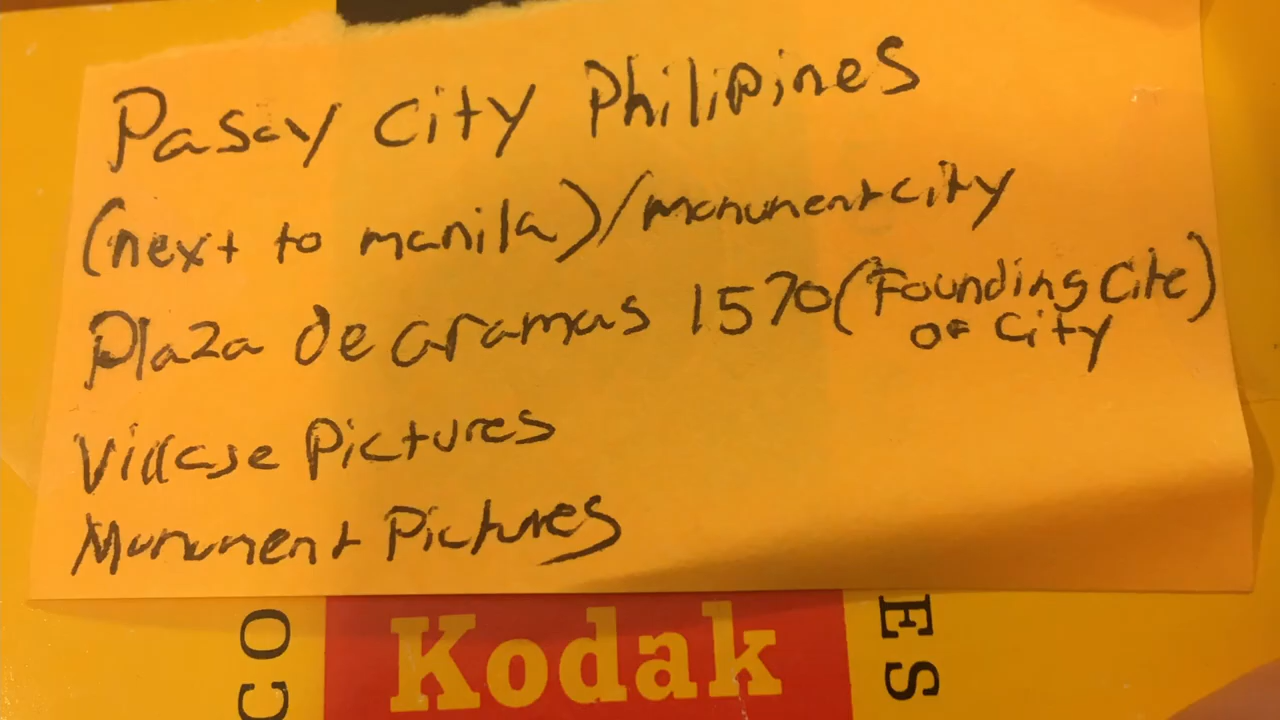 Pasay City Philipines
(next to manila)/monument city
Plaza de Gramas 1570 (Founding Cite)
of City
Village Pictures
Monument Pictures
CO
Kodak
ES